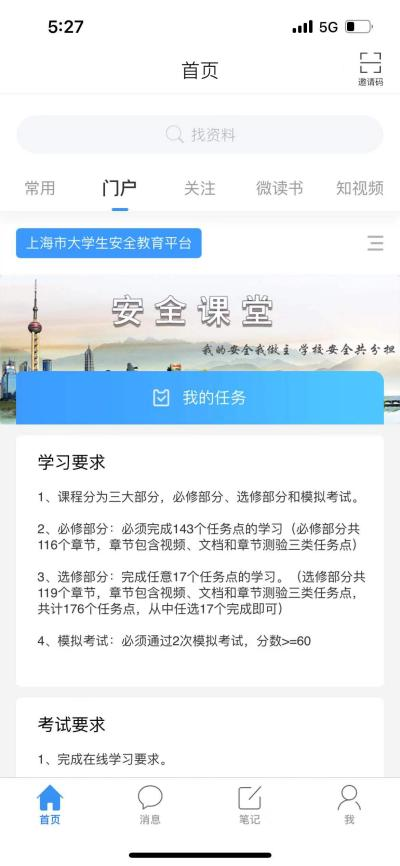 5:27
5G
首页
邀请码
找资料
常用 门户 关注 微读书 知视频
上海市大学生安全教育平台
安全课堂
我的安全我做主 学校安全共分担
我的任务
学习要求
1、课程分为三大部分，必修部分、选修部分和模拟考试。
2、必修部分：必须完成143个任务点的学习（必修部分共
116个章节，章节包含视频、文档和章节测验三类任务点）
3、选修部分：完成任意17个任务点的学习。（选修部分共
119个章节，章节包含视频、文档和章节测验三类任务点，
共计176个任务点，从中任选17个完成即可）
4、模拟考试：必须通过2次模拟考试，分数>=60
考试要求
1、完成在线学习要求。
首页 消息 笔记 我